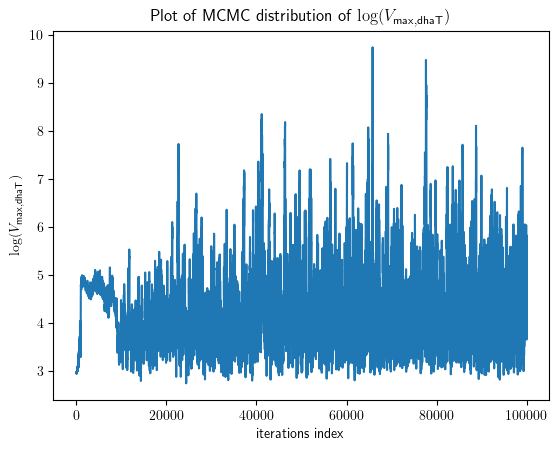 Plot of MCMC distribution of log(V_max,dhaT)
10
9
8
7
6
5
4
3
log(V_max,dhaT)
0 20000 40000 60000 80000 100000
iterations index